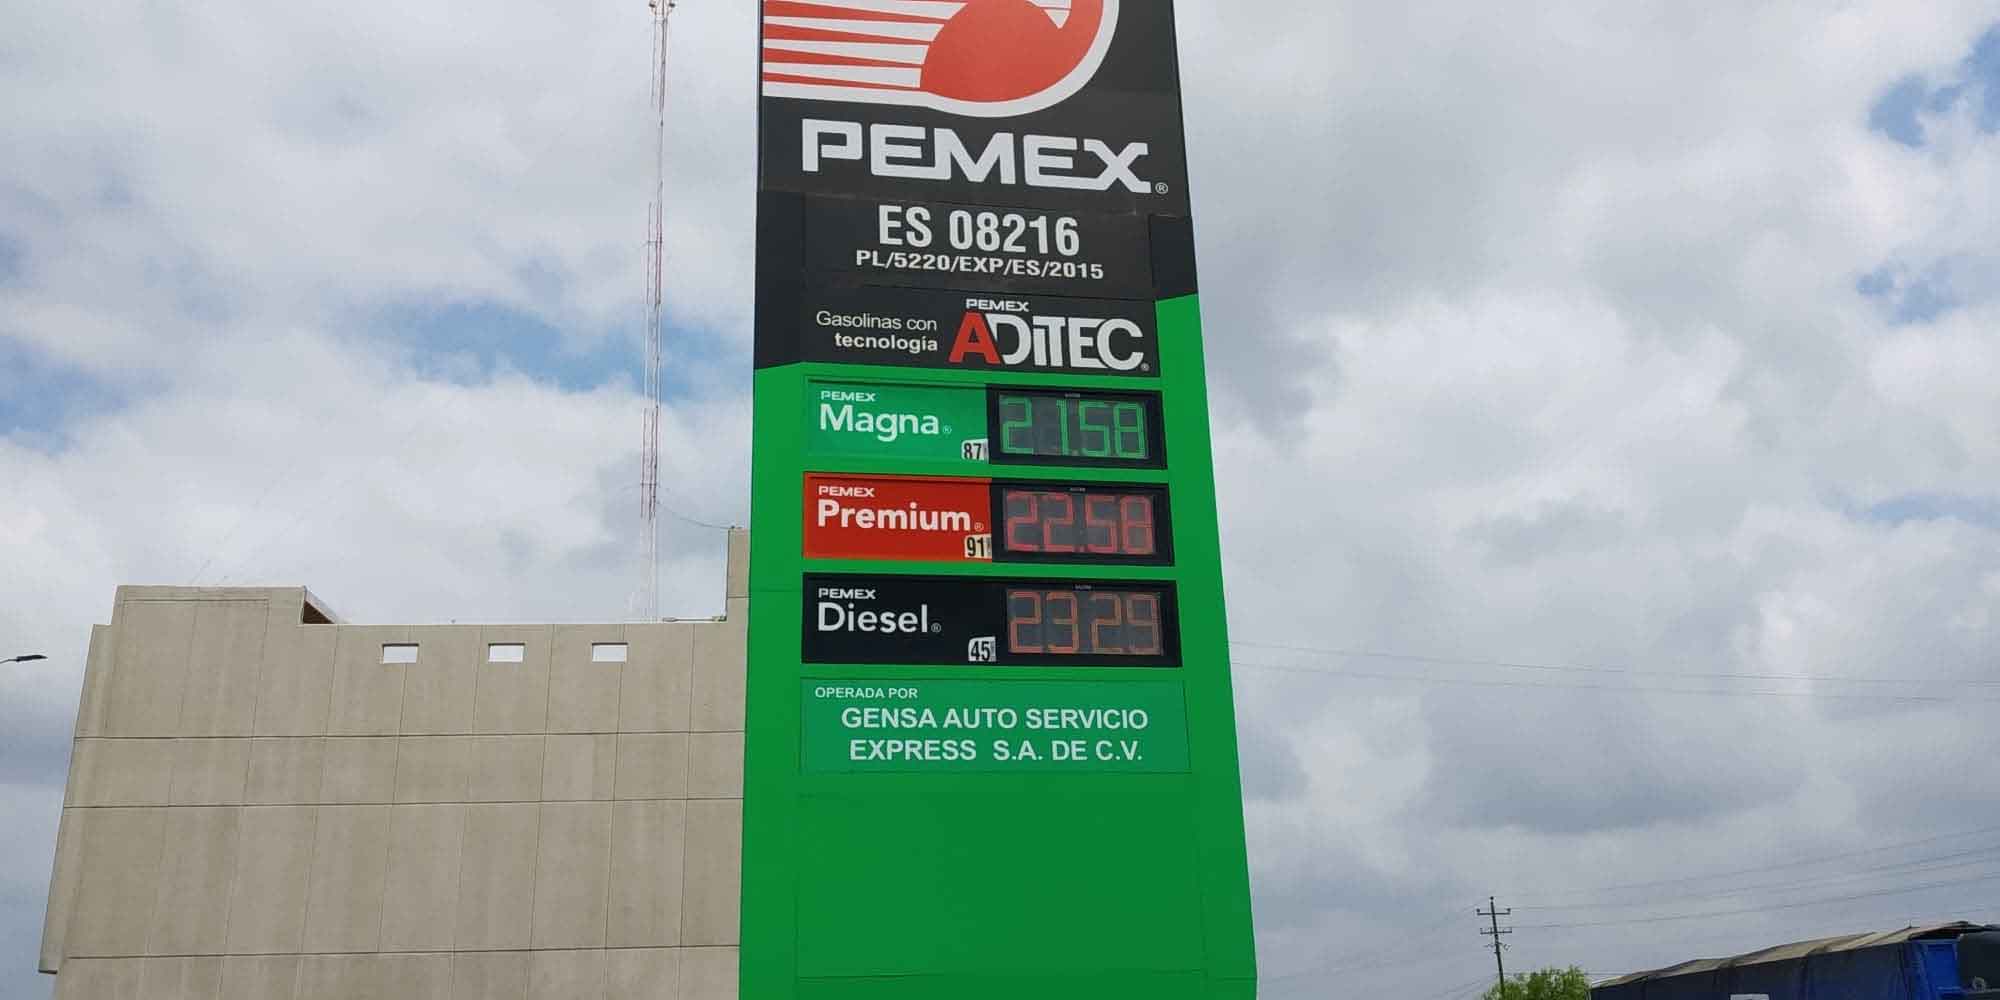 PEMEX®
ES 08216
PL/5220/EXP/ES/2015
Gasolinas con
tecnología
PEMEX
ADiTEC®
PEMEX
Magna®
87
21.58
PEMEX
Premium®
91
22.58
PEMEX
Diesel®
45
23.29
OPERADA POR
GENSA AUTO SERVICIO
EXPRESS S.A. DE C.V.